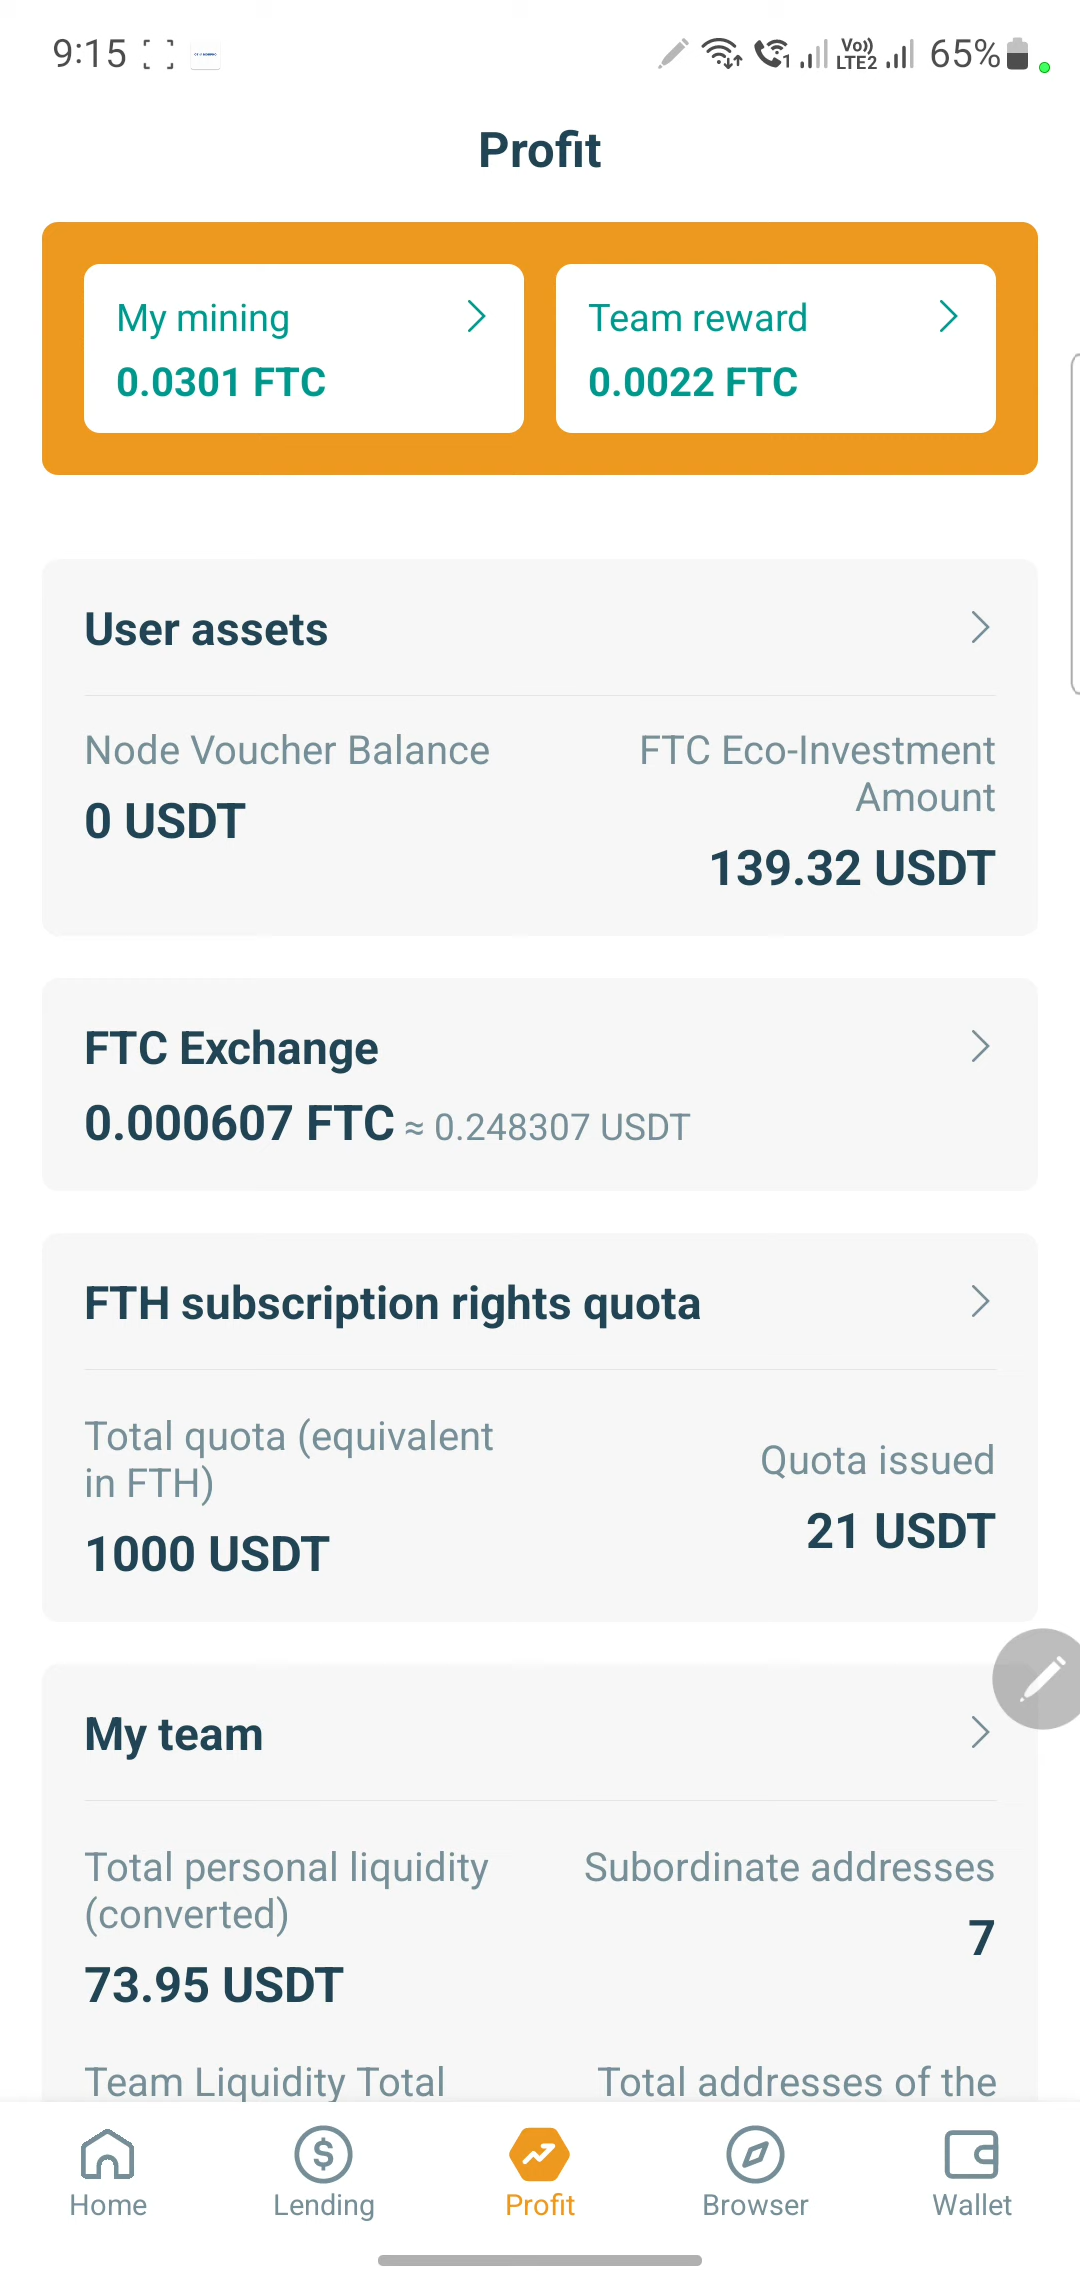 9:15
Vo))
1 LTE2 65%
Profit
My mining
0.0301 FTC
Team reward
0.0022 FTC
User assets
Node Voucher Balance
0 USDT
FTC Eco-Investment
Amount
139.32 USDT
FTC Exchange
0.000607 FTC ≈ 0.248307 USDT
FTH subscription rights quota
Total quota (equivalent
in FTH)
1000 USDT
Quota issued
21 USDT
My team
Total personal liquidity
(converted)
73.95 USDT
Subordinate addresses
7
Team Liquidity Total
Total addresses of the
Home
Lending
Profit
Browser
Wallet